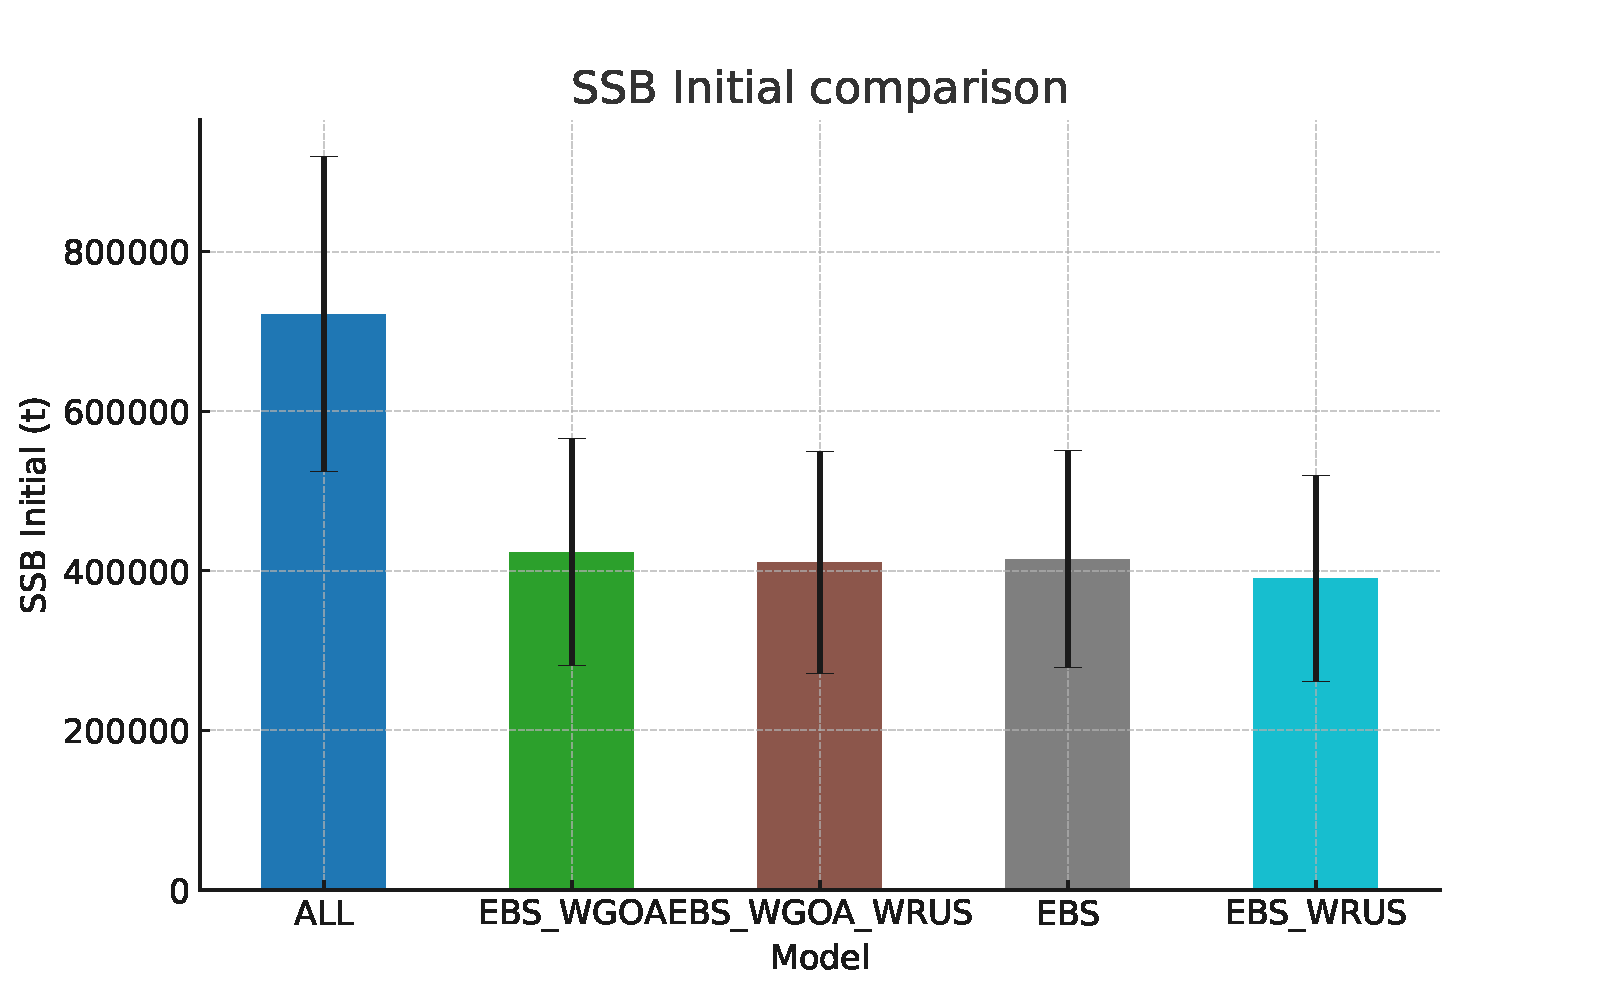 SSB Initial comparison
SSB Initial (t)
800000
600000
400000
200000
0
ALL
EBS_WGOA
EBS_WGOA_WRUS
EBS
EBS_WRUS
Model